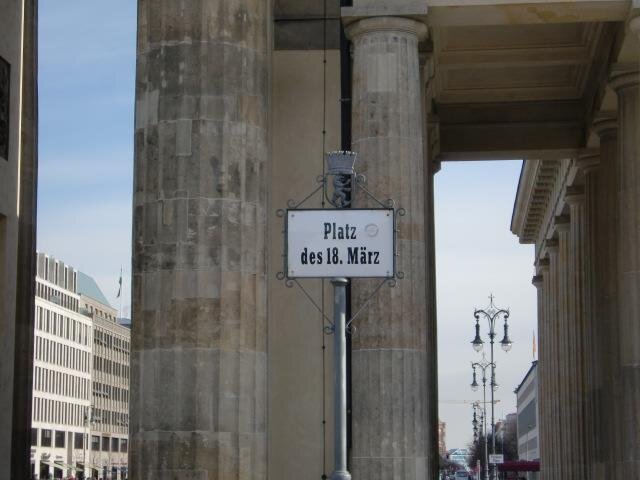 Platz
des 18. März